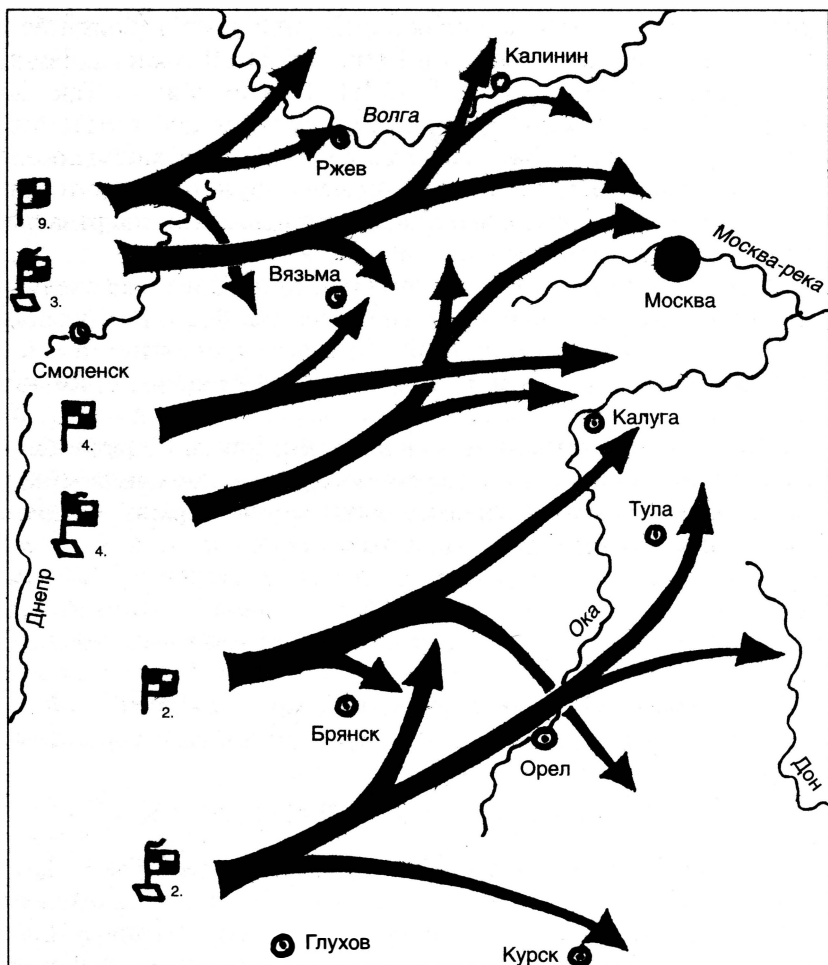 Калинин
Волга
Ржев
9.
Москва-река
3.
Вязьма
Москва
Смоленск
4.
Калуга
Тула
4.
Днепр
Ока
2.
Брянск
Орел
Дон
2.
Глухов
Курск